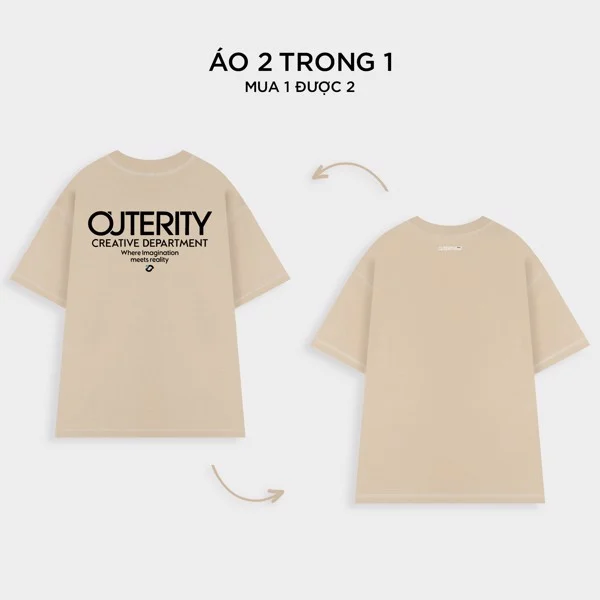 ÁO 2 TRONG 1
MUA 1 ĐƯỢC 2
OUTERITY
CREATIVE DEPARTMENT
Where imagination
meets reality